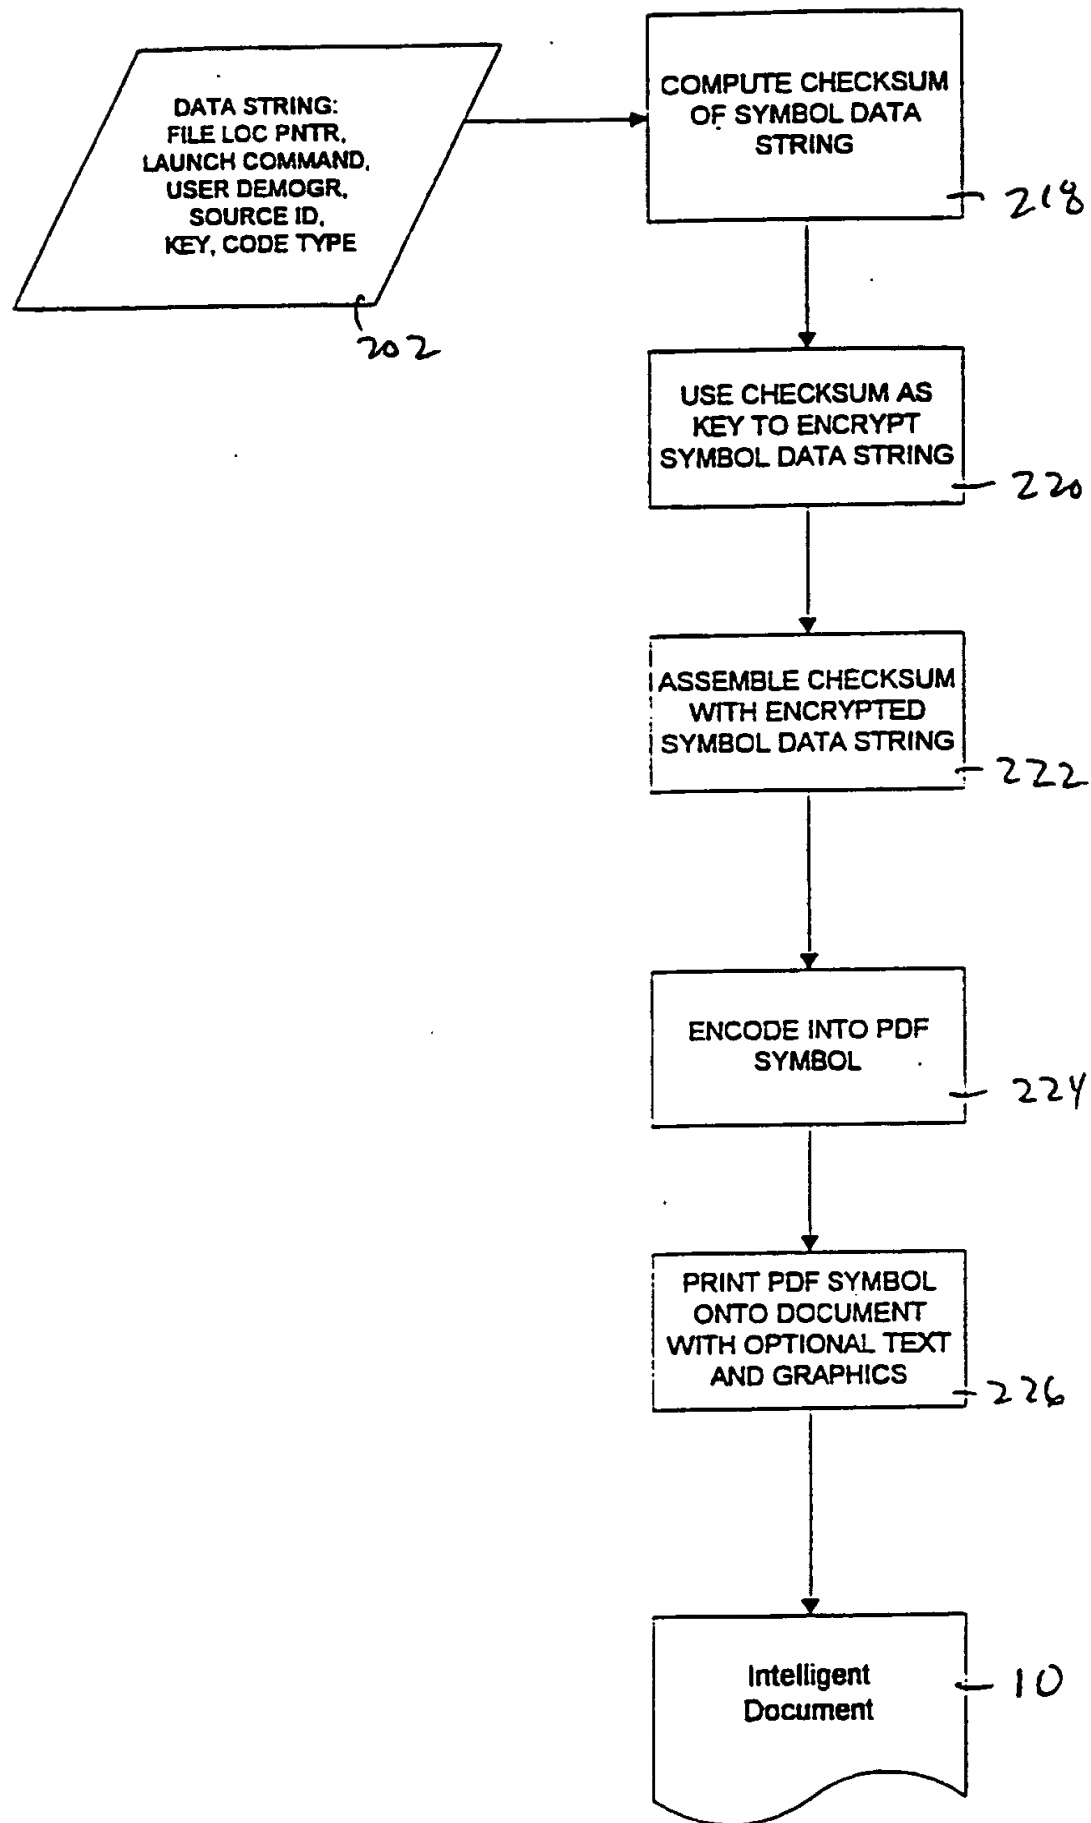 DATA STRING:
FILE LOC PNTR,
LAUNCH COMMAND,
USER DEMOGR,
SOURCE ID,
KEY, CODE TYPE
202
COMPUTE CHECKSUM
OF SYMBOL DATA
STRING
218
USE CHECKSUM AS
KEY TO ENCRYPT
SYMBOL DATA STRING
220
ASSEMBLE CHECKSUM
WITH ENCRYPTED
SYMBOL DATA STRING
222
ENCODE INTO PDF
SYMBOL
224
PRINT PDF SYMBOL
ONTO DOCUMENT
WITH OPTIONAL TEXT
AND GRAPHICS
226
Intelligent
Document
10